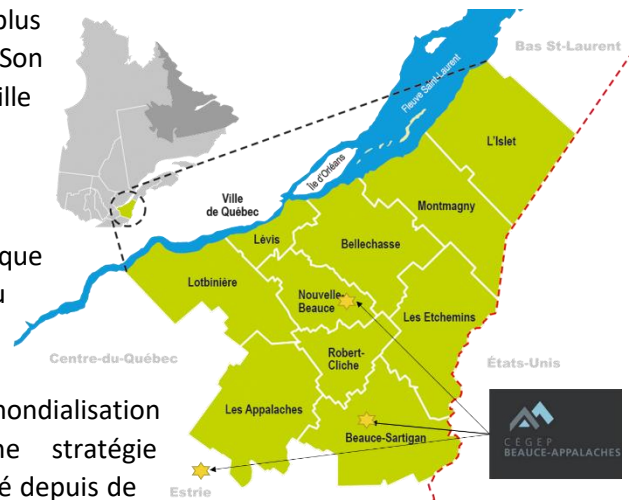 plus
Son
ille
que
u
mondialisation
ne stratégie
é depuis de
Bas St-Laurent
Fleuve Saint-Laurent
L'Islet
Île d'Orléans
Ville
de Québec
Montmagny
Lévis
Bellechasse
Lotbinière
Nouvelle-
Beauce
Les Etchemins
Centre-du-Québec
Robert-
Cliche
États-Unis
Les Appalaches
Beauce-Sartigan
CÉGEP
BEAUCE-APPALACHES
Estrie